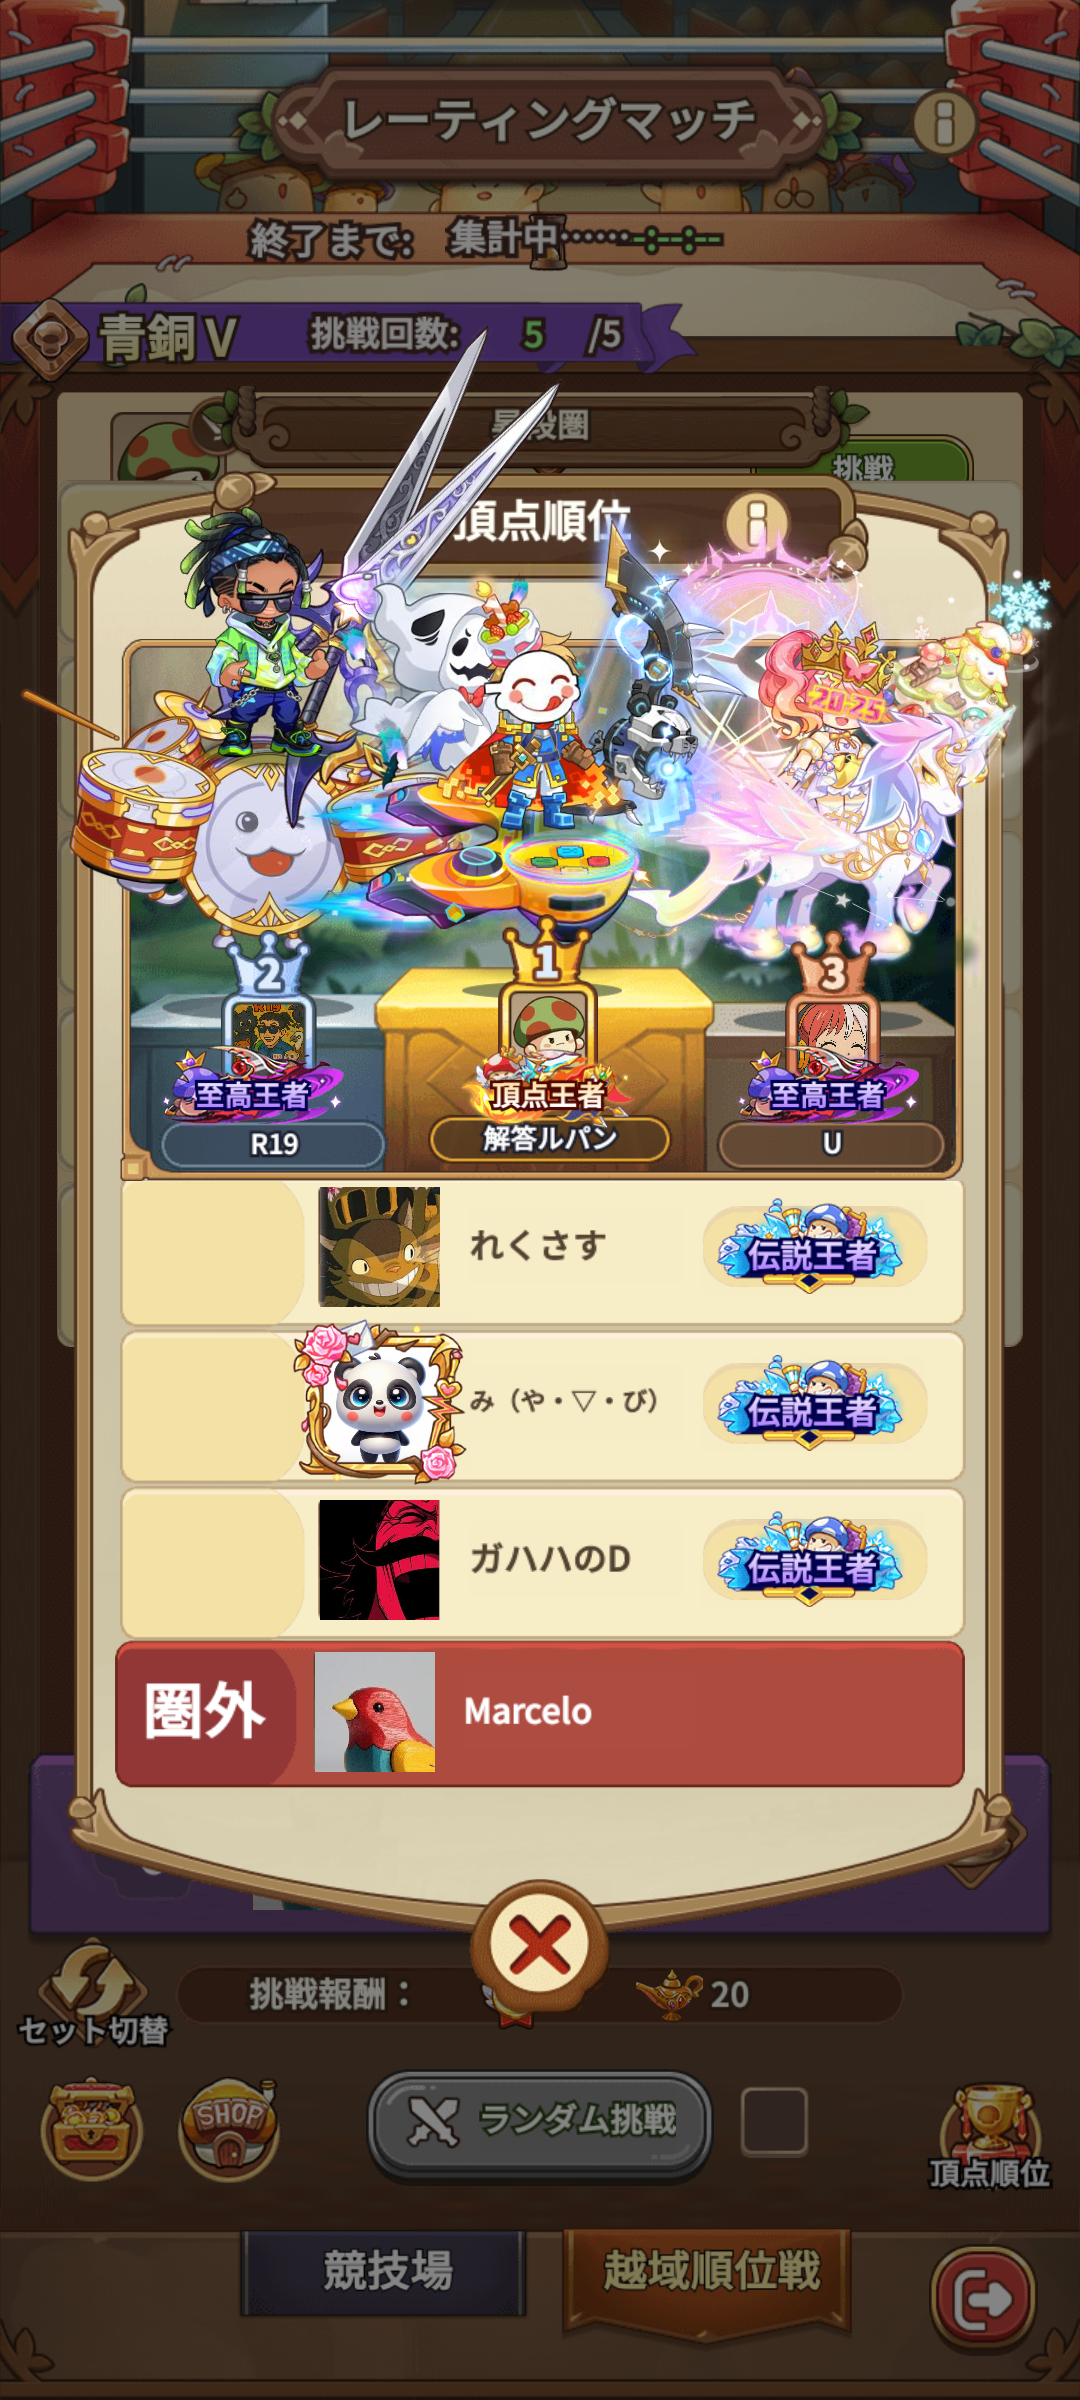 レーティングマッチ
終了まで: 集計中……--:--:--
青銅Ⅴ 挑戦回数: 5 /5
星段圏
挑戦
頂点順位
20-25
2
1
3
R19
至高王者
頂点王者
至高王者
R19
解答ルパン
U
れくさす
伝説王者
み（や・▽・び）
伝説王者
ガハハのD
伝説王者
圏外 Marcelo
挑戦報酬： 20
セット切替
SHOP
ランダム挑戦
頂点順位
競技場
越域順位戦